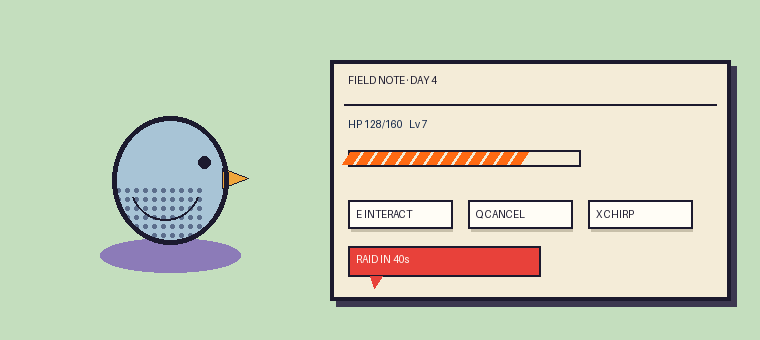 FIELD NOTE · DAY 4
HP 128/160 Lv 7
E INTERACT
Q CANCEL
X CHIRP
RAID IN 40s